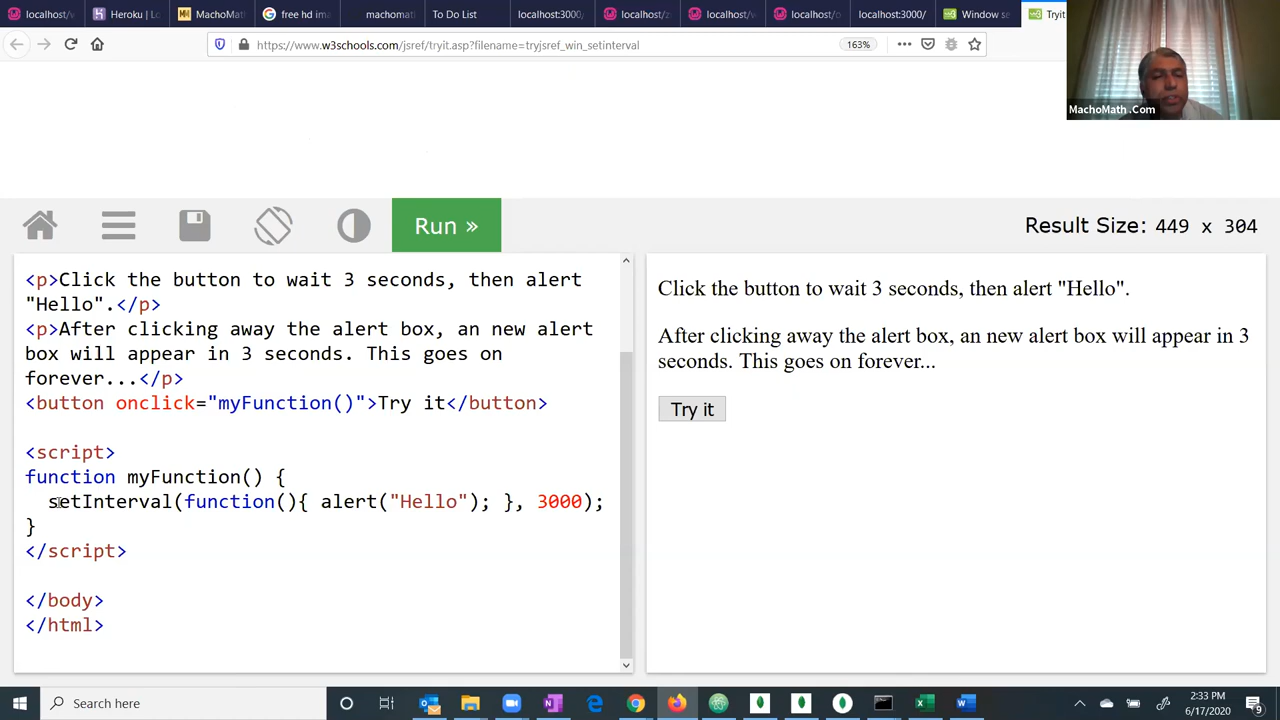 localhost:3000/v
Heroku | L
MachoMath
free hd ima
machomath
To Do List
localhost:3000/
localhost:/z
localhost:/v
localhost:/c
localhost:3000/
Window se
Tryit
https://www.w3schools.com/jsref/tryit.asp?filename=tryjsref_win_setinterval
163%
MachoMath .Com
Run »
Result Size: 449 x 304
<p>Click the button to wait 3 seconds, then alert
"Hello".</p>
<p>After clicking away the alert box, an new alert
box will appear in 3 seconds. This goes on
forever...</p>
<button onclick="myFunction()">Try it</button>
<script>
function myFunction() {
setInterval(function(){ alert("Hello"); }, 3000);
}
</script>
</body>
</html>
Click the button to wait 3 seconds, then alert "Hello".
After clicking away the alert box, an new alert box will appear in 3
seconds. This goes on forever...
Try it
Search here
2:33 PM
6/17/2020
9